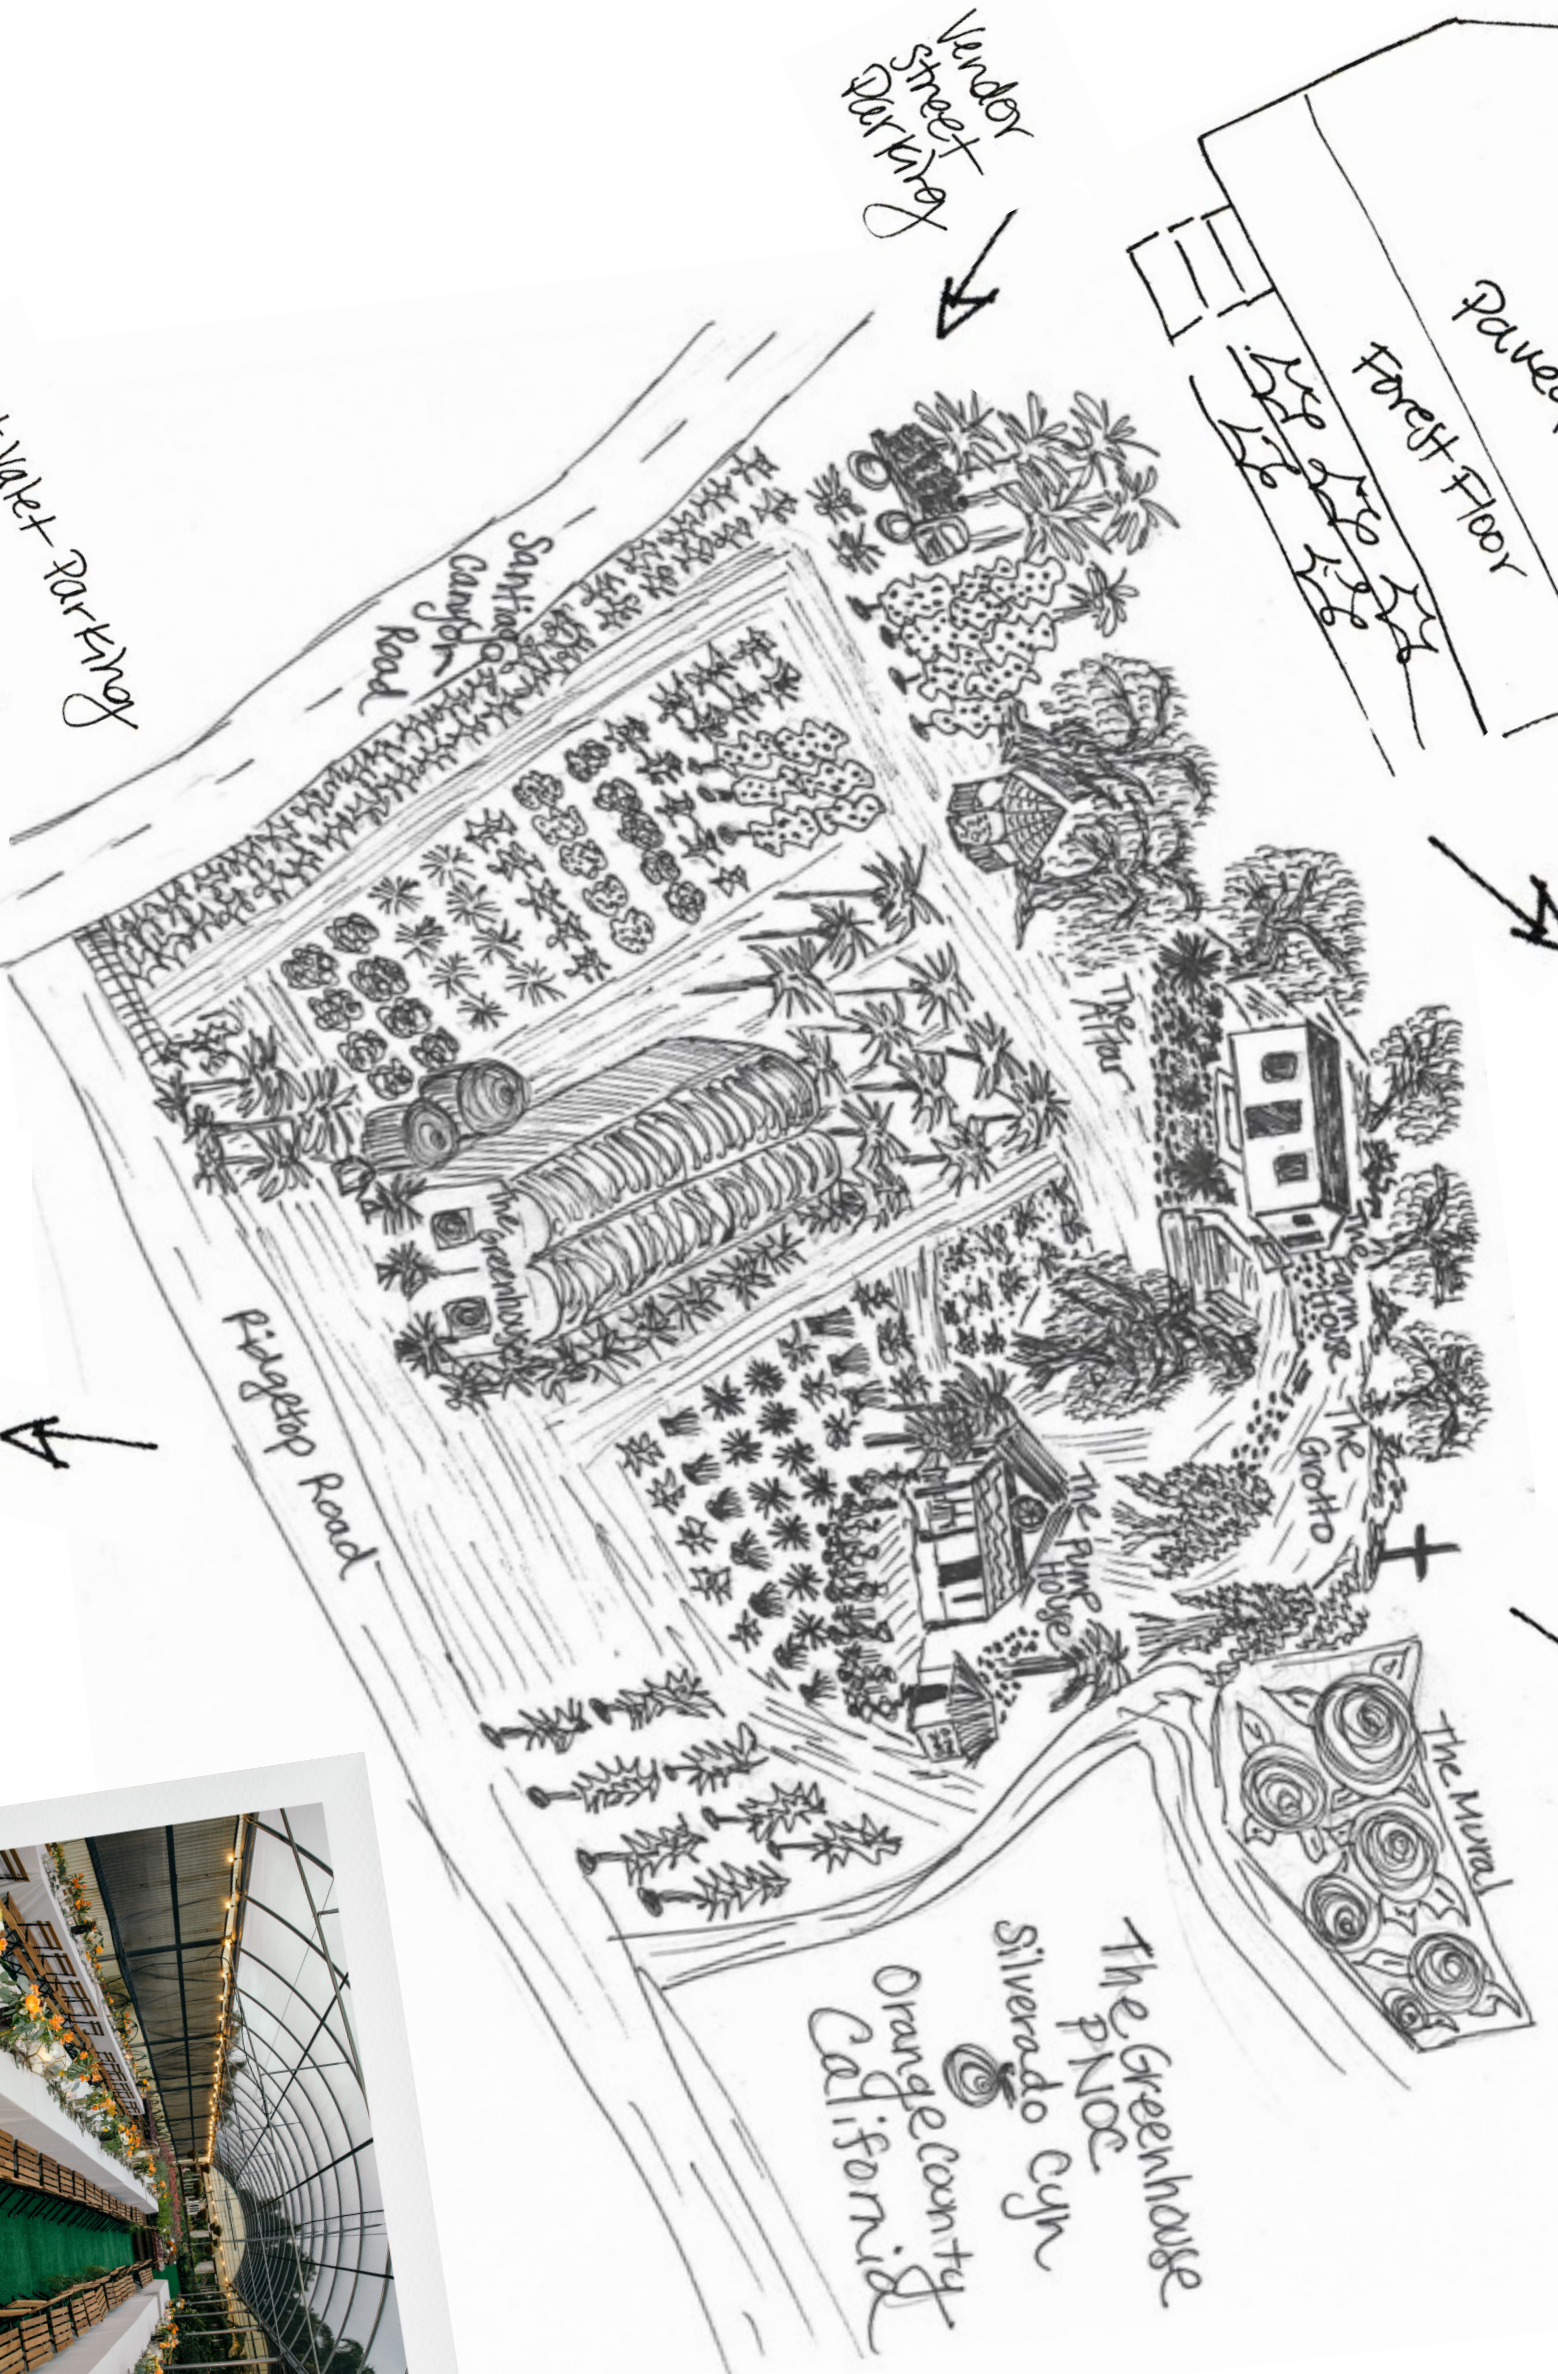 Vendor
Street
Parking
Paved
Forest Floor
Valet Parking
Santiago
Canyon
Road
The
Altar
The Farm
House
The Greenhouse
The
Grotto
The Pump
House
Ridgetop Road
The Mural
The Greenhouse
PNOC
Silverado Cyn
Orange County
California